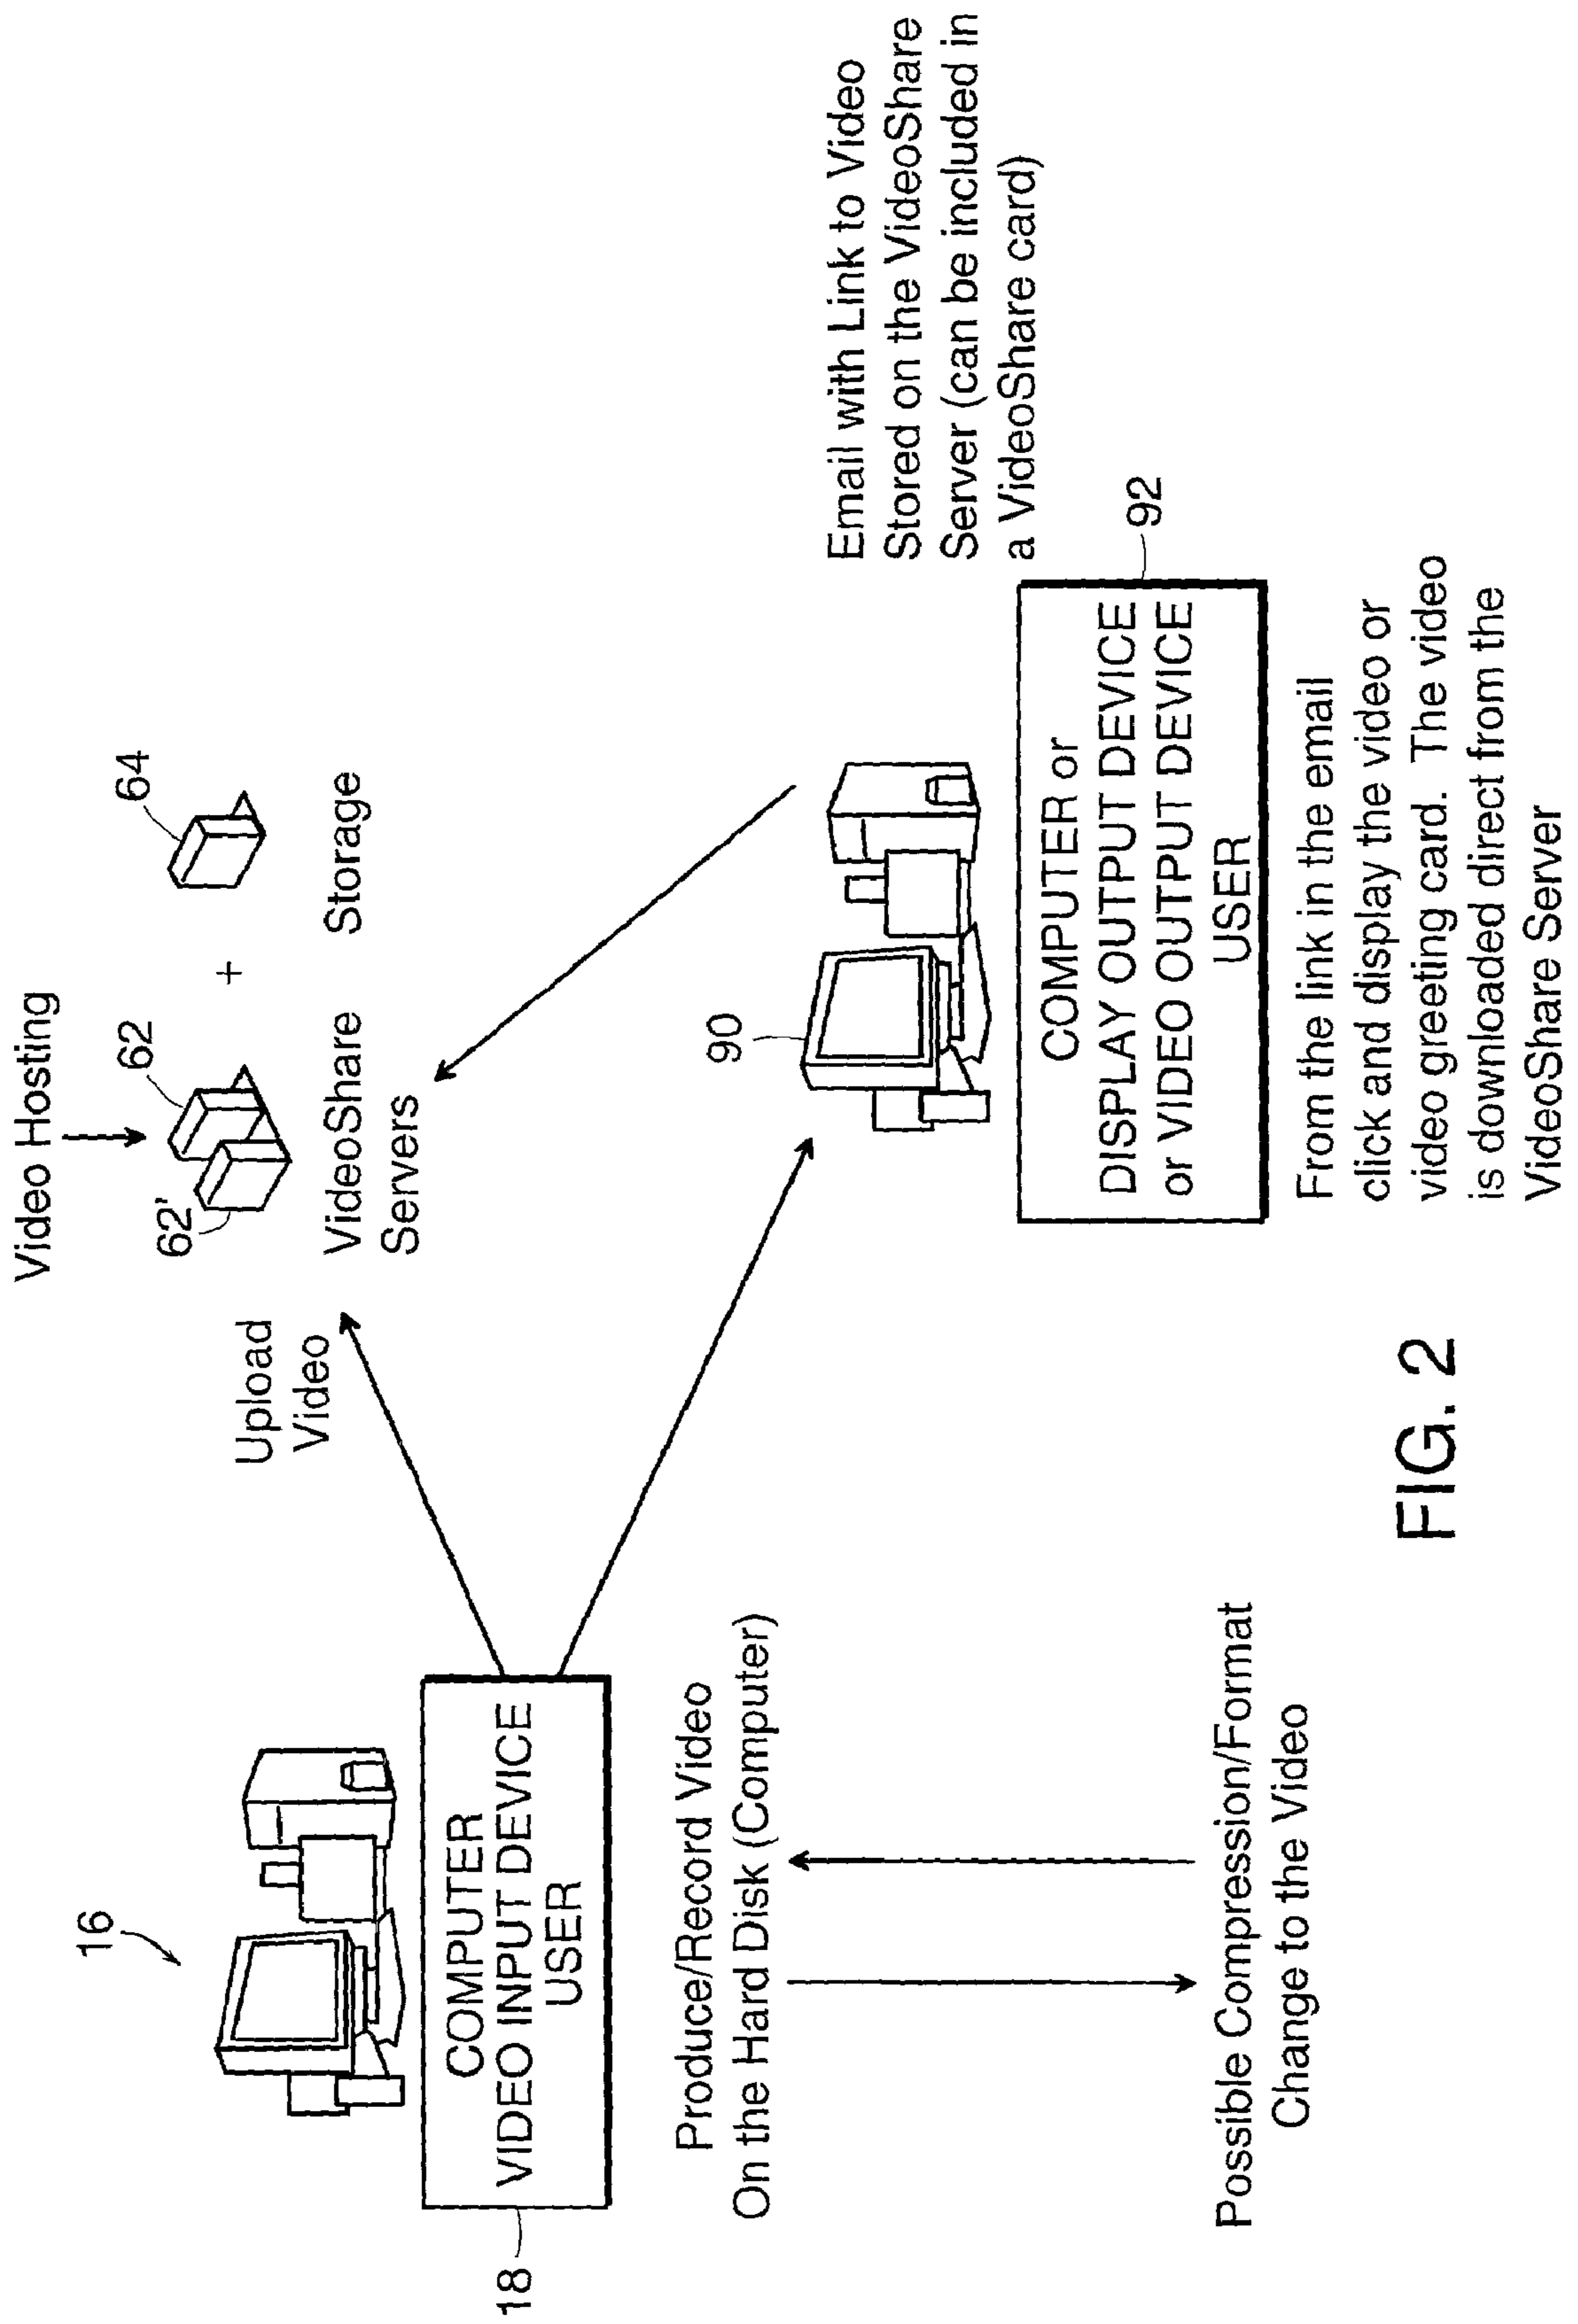 Video Hosting
62'
62
64
+
VideoShare
Servers
Storage
Upload
Video
16
COMPUTER
VIDEO INPUT DEVICE
USER
18
Produce/Record Video
On the Hard Disk (Computer)
Possible Compression/Format
Change to the Video
90
Email with Link to Video
Stored on the VideoShare
Server (can be included in
a VideoShare card)
COMPUTER or
DISPLAY OUTPUT DEVICE
or VIDEO OUTPUT DEVICE
USER
92
From the link in the email
click and display the video or
video greeting card. The video
is downloaded direct from the
VideoShare Server
FIG. 2